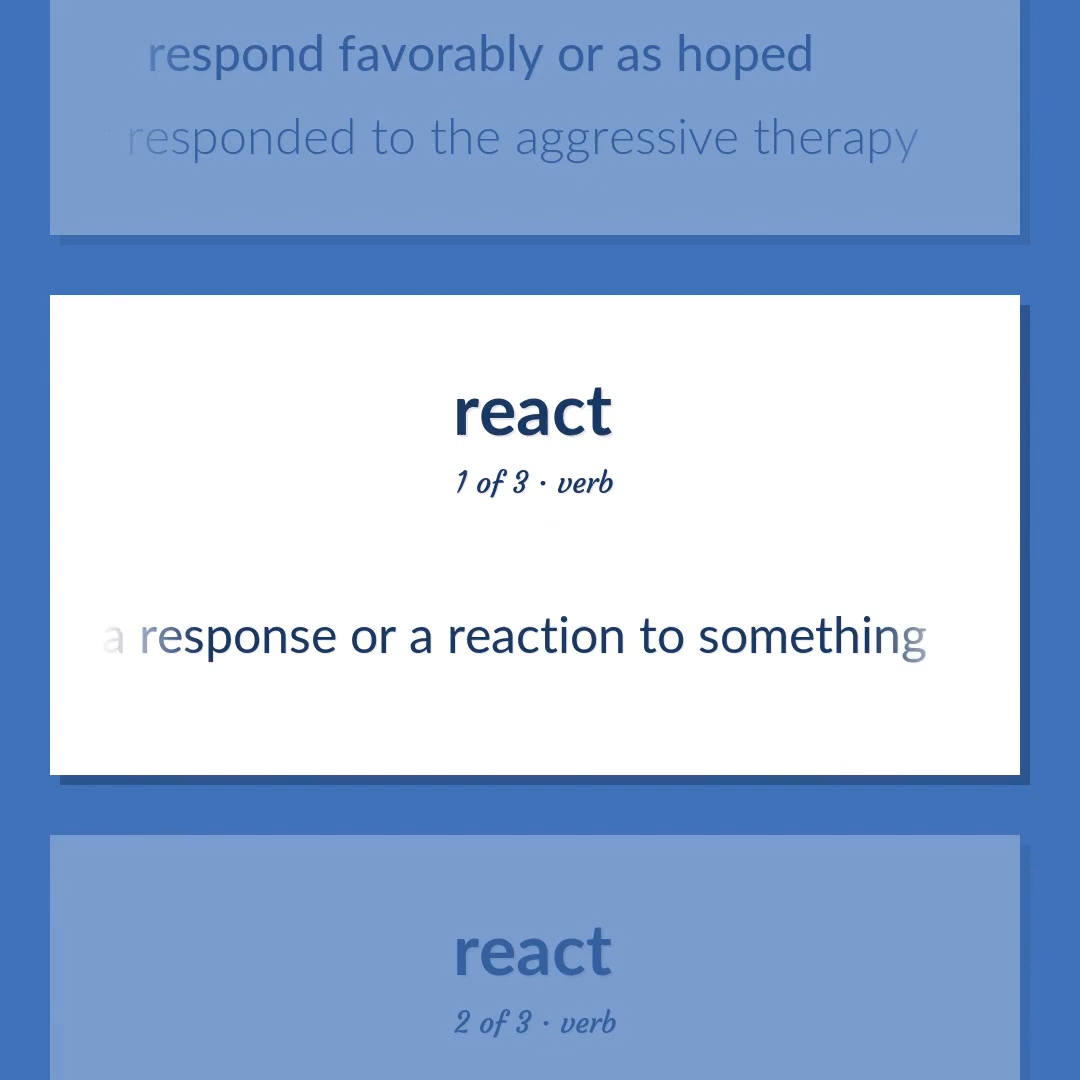 respond favorably or as hoped
responded to the aggressive therapy
react
1 of 3 · verb
a response or a reaction to something
react
2 of 3 · verb